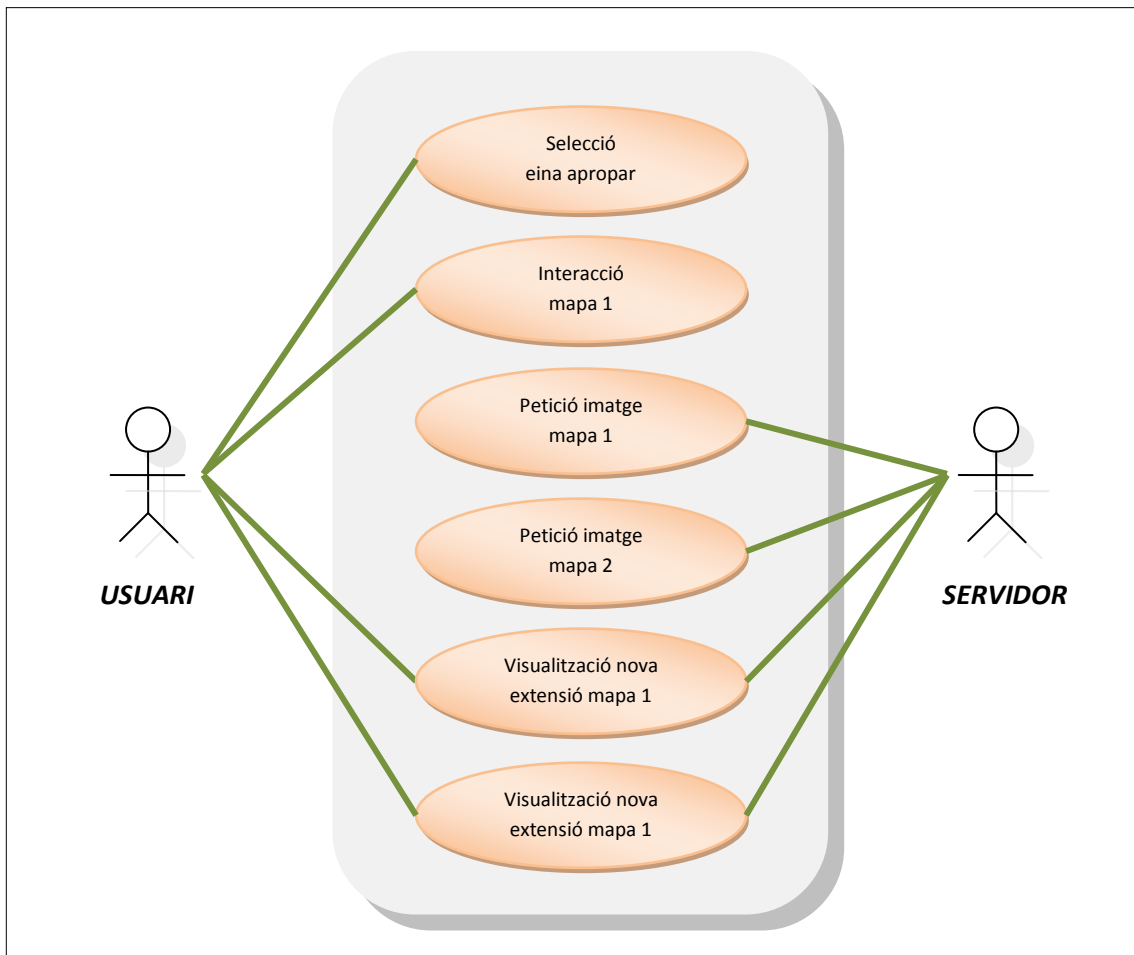 Selecció
eina apropar
Interacció
mapa 1
Petició imatge
mapa 1
Petició imatge
mapa 2
USUARI
SERVIDOR
Visualització nova
extensió mapa 1
Visualització nova
extensió mapa 1